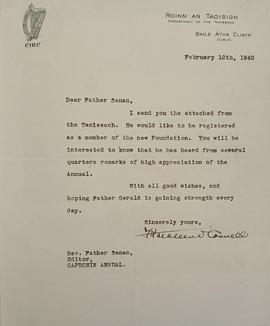 ROINN AN TAOISIGH
DEPARTMENT OF THE TAOISEACH
BAILE ÁTHA CLIATH
DUBLIN
éire
February 12th, 1942
Dear Father Senan,
I send you the attached from
the Taoiseach. He would like to be registered
as a member of the new Foundation. You will be
interested to know that he has heard from several
quarters remarks of high appreciation of the
Annual.
With all good wishes, and
hoping Father Gerald is gaining strength every
day.
Sincerely yours,
Kathleen O'Connell
Rev. Father Senan,
Editor,
CAPUCHIN ANNUAL.